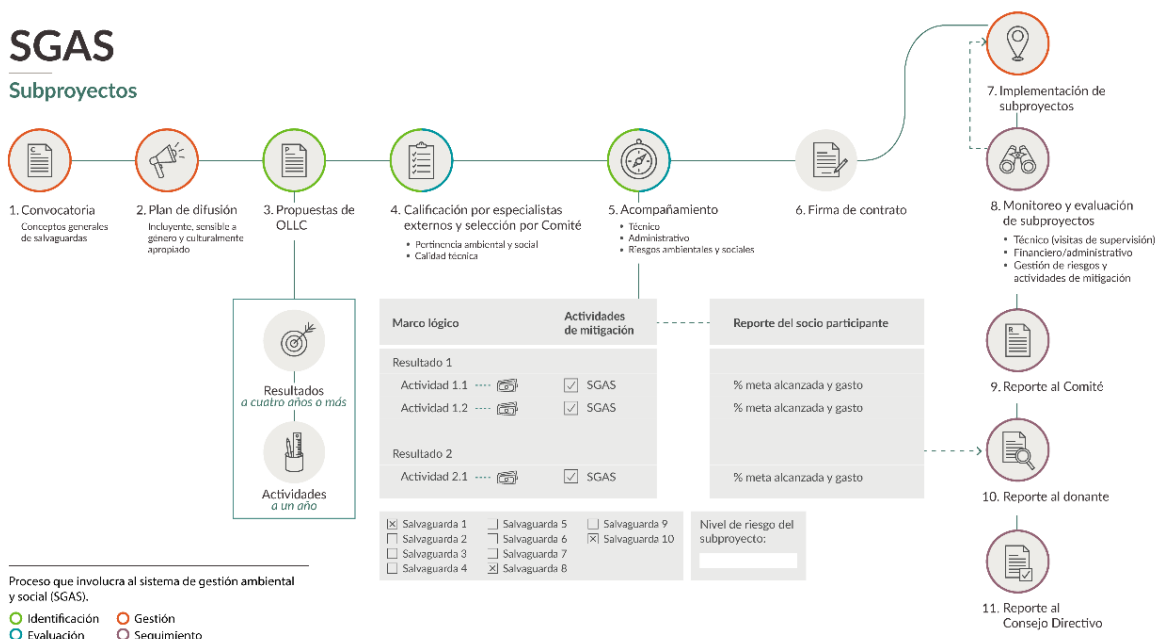 SGAS
Subproyectos
1. Convocatoria
Conceptos generales
de salvaguardas
2. Plan de difusión
Incluyente, sensible a
género y culturalmente
apropiado
3. Propuestas de
OLLC
4. Calificación por especialistas
externos y selección por Comité
• Pertinencia ambiental y social
• Calidad técnica
5. Acompañamiento
• Técnico
• Administrativo
• Riesgos ambientales y sociales
6. Firma de contrato
7. Implementación de
subproyectos
8. Monitoreo y evaluación
de subproyectos
• Técnico (visitas de supervisión)
• Financiero/administrativo
• Gestión de riesgos y
actividades de mitigación
9. Reporte al Comité
10. Reporte al donante
11. Reporte al
Consejo Directivo
Resultados
a cuatro años o más
Actividades
a un año
Marco lógico
Actividades
de mitigación
Reporte del socio participante
Resultado 1
Actividad 1.1 SGAS % meta alcanzada y gasto
Actividad 1.2 SGAS % meta alcanzada y gasto
Resultado 2
Actividad 2.1 SGAS % meta alcanzada y gasto
Salvaguarda 1
Salvaguarda 2
Salvaguarda 3
Salvaguarda 4
Salvaguarda 5
Salvaguarda 6
Salvaguarda 7
Salvaguarda 8
Salvaguarda 9
Salvaguarda 10
Nivel de riesgo del
subproyecto:
Proceso que involucra al sistema de gestión ambiental
y social (SGAS).
Identificación Gestión
Evaluación Seguimiento
C
P
R